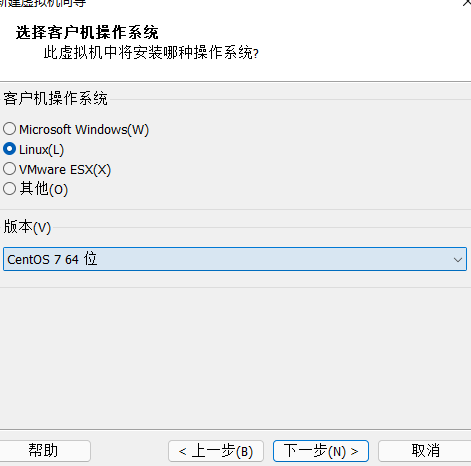 新建虚拟机向导
选择客户机操作系统
此虚拟机中将安装哪种操作系统?
客户机操作系统
Microsoft Windows(W)
Linux(L)
VMware ESX(X)
其他(O)
版本(V)
CentOS 7 64 位
帮助
< 上一步(B)
下一步(N) >
取消